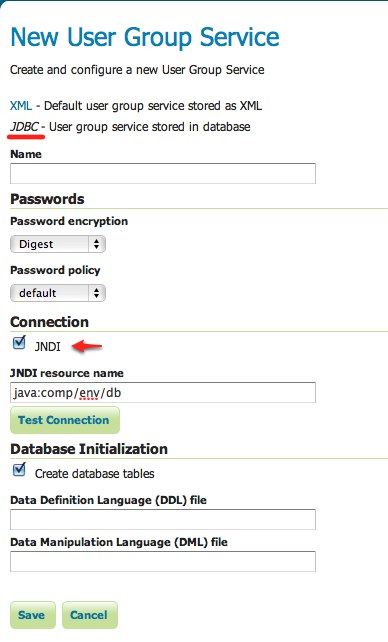 New User Group Service
Create and configure a new User Group Service
XML - Default user group service stored as XML
JDBC - User group service stored in database
Name
Passwords
Password encryption
Digest
Password policy
default
Connection
JNDI
JNDI resource name
java:comp/env/db
Test Connection
Database Initialization
Create database tables
Data Definition Language (DDL) file
Data Manipulation Language (DML) file
Save Cancel